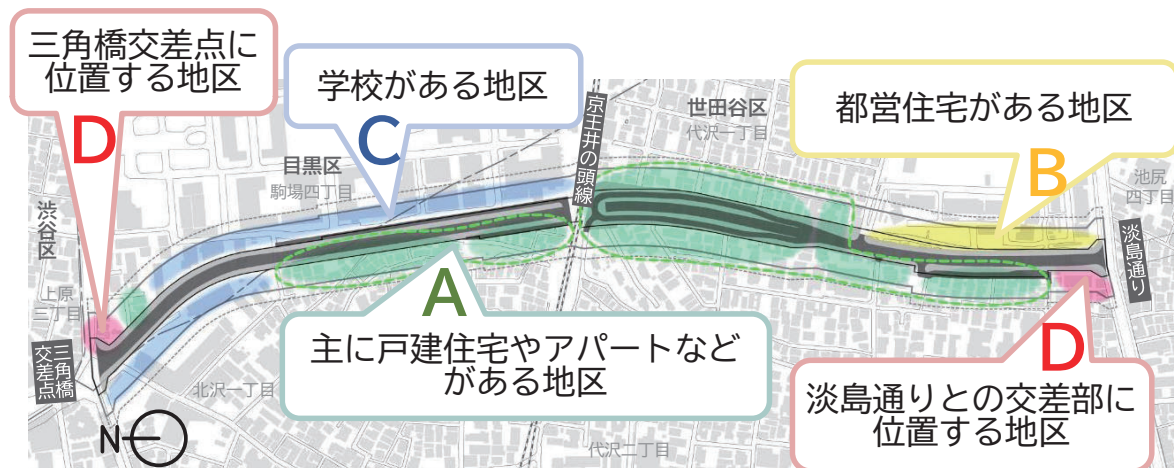 三角橋交差点に
位置する地区
D
学校がある地区
C
都営住宅がある地区
B
京王井の頭線
世田谷区
代沢一丁目
目黒区
駒場四丁目
池尻
四丁目
渋谷区
淡島通り
上原
三丁目
A
主に戸建住宅やアパートなど
がある地区
D
淡島通りとの交差部に
位置する地区
三角橋
交差点
北沢一丁目
代沢二丁目
N